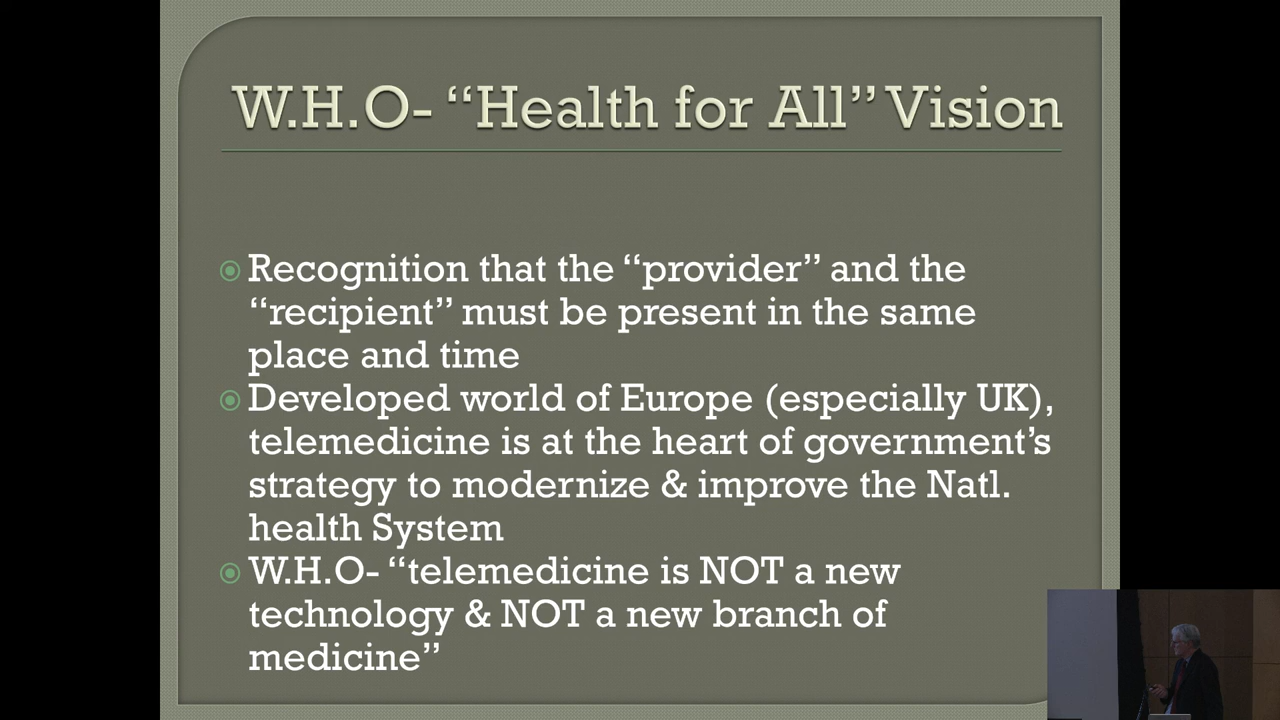 W.H.O- “Health for All” Vision
Recognition that the “provider” and the
“recipient” must be present in the same
place and time
Developed world of Europe (especially UK),
telemedicine is at the heart of government’s
strategy to modernize & improve the Natl.
health System
W.H.O- “telemedicine is NOT a new
technology & NOT a new branch of
medicine”